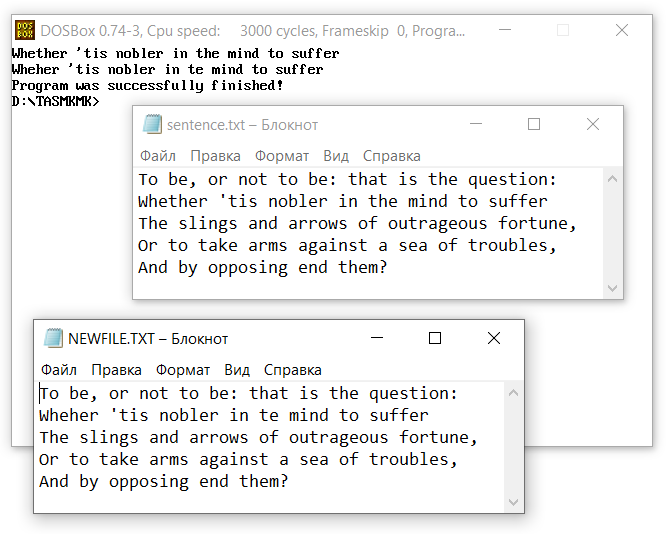 DOSBox 0.74-3, Cpu speed: 3000 cycles, Frameskip 0, Progra...
Whether 'tis nobler in the mind to suffer
Wheher 'tis nobler in te mind to suffer
Program was successfully finished!
D:\TASMKMK>
sentence.txt – Блокнот
Файл Правка Формат Вид Справка
To be, or not to be: that is the question:
Whether 'tis nobler in the mind to suffer
The slings and arrows of outrageous fortune,
Or to take arms against a sea of troubles,
And by opposing end them?
NEWFILE.TXT – Блокнот
Файл Правка Формат Вид Справка
To be, or not to be: that is the question:
Wheher 'tis nobler in te mind to suffer
The slings and arrows of outrageous fortune,
Or to take arms against a sea of troubles,
And by opposing end them?